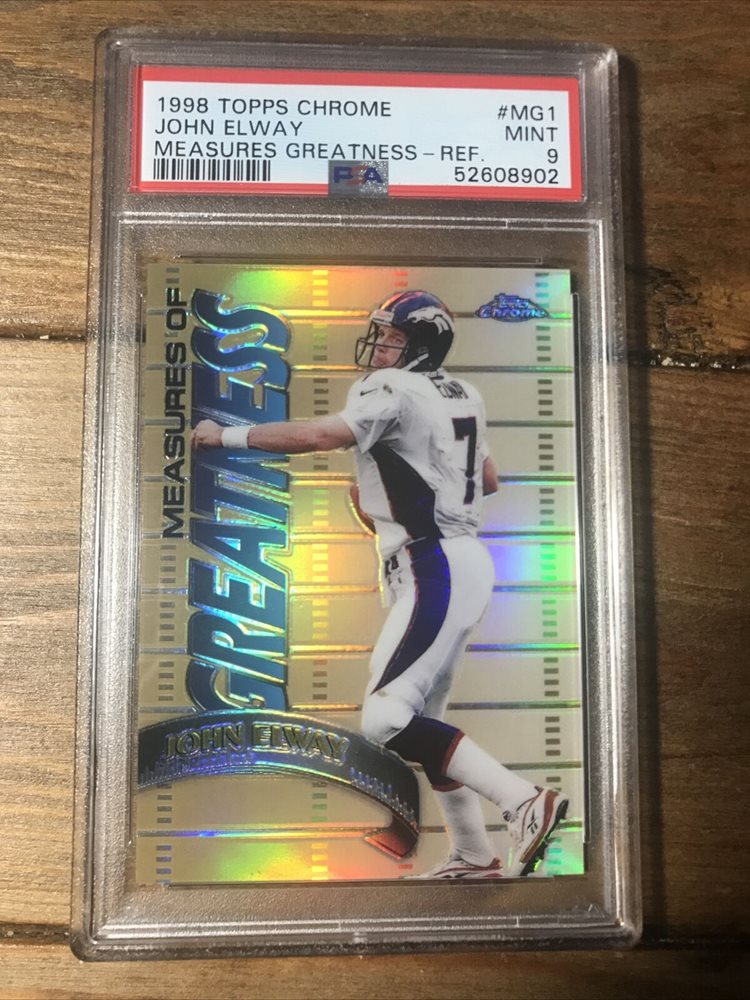 1998 TOPPS CHROME #MG1
JOHN ELWAY MINT
MEASURES GREATNESS - REF. 9
PSA 52608902
MEASURES OF
GREATNESS
Topps
Chrome
ELWAY
7
JOHN ELWAY